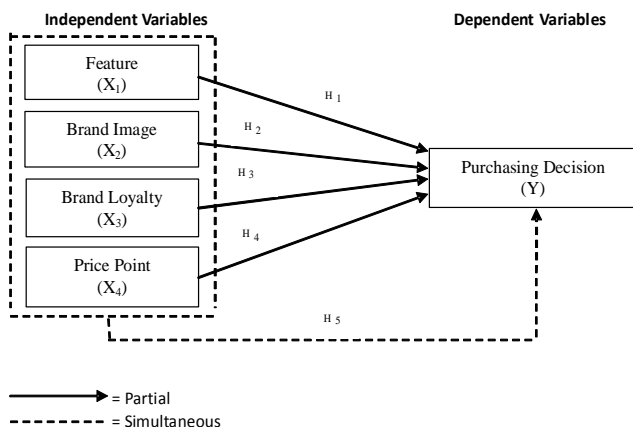 Independent Variables
Dependent Variables
Feature
(X1)
H 1
Brand Image
(X2)
H 2
Purchasing Decision
(Y)
Brand Loyalty
(X3)
H 3
Price Point
(X4)
H 4
H 5
= Partial
= Simultaneous